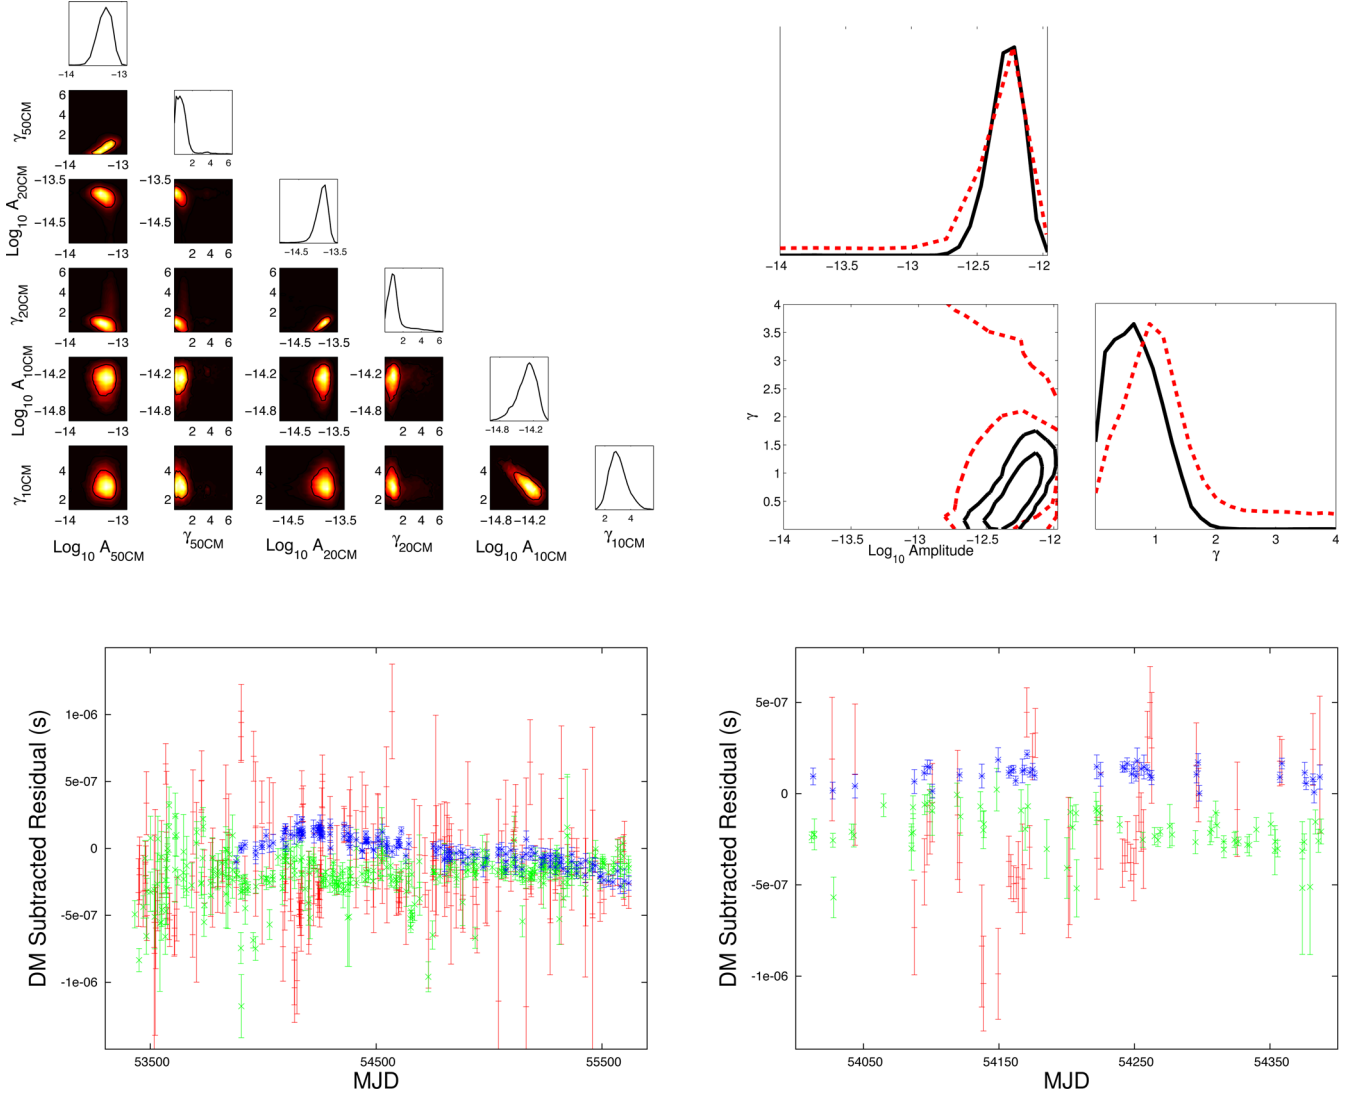 −14 −13
6
4
2
γ50CM
−14 −13
2 4 6
−13.5
−14.5
Log10 A20CM
−14 −13
−13.5
−14.5
2 4 6
−14.5 −13.5
6
4
2
γ20CM
−14 −13
2 4 6
−14.5 −13.5
2 4 6
−14.2
−14.8
Log10 A10CM
−14 −13
−14.2
−14.8
2 4 6
−14.2
−14.8
−14.5 −13.5
−14.2
−14.8
2 4 6
−14.8 −14.2
4
2
γ10CM
−14 −13
Log10 A50CM
4
2
2 4 6
γ50CM
4
2
−14.5 −13.5
Log10 A20CM
4
2
2 4 6
γ20CM
4
2
−14.8 −14.2
Log10 A10CM
2 4
γ10CM
−14 −13.5 −13 −12.5 −12
4
3.5
3
2.5
2
1.5
1
0.5
γ
−14 −13.5 −13 −12.5 −12
Log10 Amplitude
1 2 3 4
γ
DM Subtracted Residual (s)
1e-06
5e-07
0
-5e-07
-1e-06
53500 54500 55500
MJD
DM Subtracted Residual (s)
5e-07
0
-5e-07
-1e-06
54050 54150 54250 54350
MJD